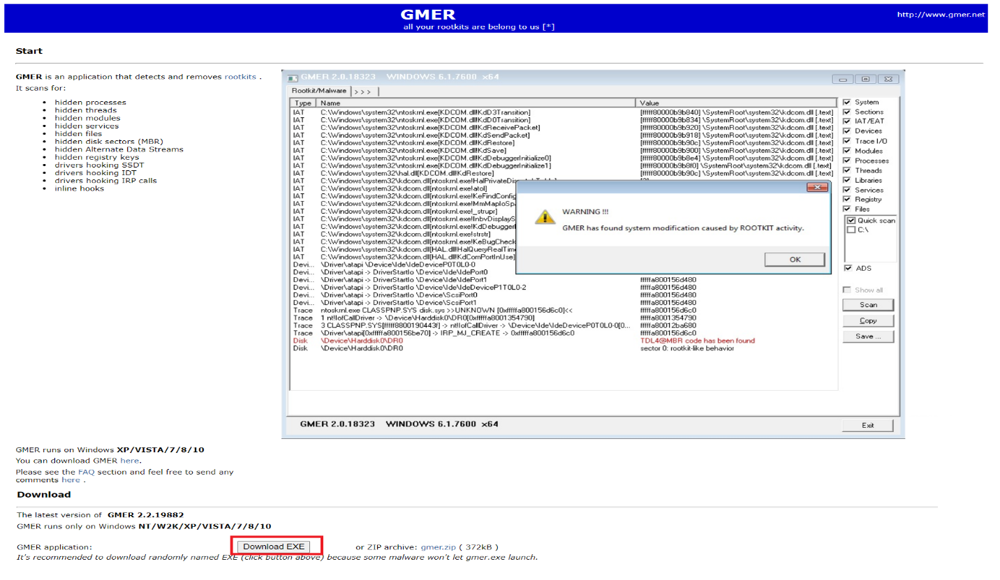 GMER
http://www.gmer.net
all your rootkits are belong to us [*]
Start
GMER is an application that detects and removes rootkits .
It scans for:
• hidden processes
• hidden threads
• hidden modules
• hidden services
• hidden files
• hidden disk sectors (MBR)
• hidden Alternate Data Streams
• hidden registry keys
• drivers hooking SSDT
• drivers hooking IDT
• drivers hooking IRP calls
• inline hooks
GMER 2.0.18323 WINDOWS 6.1.7600 x64
Rootkit/Malware >>>
Type Name Value
IAT C:\Windows\system32\ntoskrnl.exe[KDCOM.dll!KdD3Transition] [fffff80000b9b840] \SystemRoot\system32\kdcom.dll [.text]
IAT C:\Windows\system32\ntoskrnl.exe[KDCOM.dll!KdD0Transition] [fffff80000b9b834] \SystemRoot\system32\kdcom.dll [.text]
IAT C:\Windows\system32\ntoskrnl.exe[KDCOM.dll!KdReceivePacket] [fffff80000b9b920] \SystemRoot\system32\kdcom.dll [.text]
IAT C:\Windows\system32\ntoskrnl.exe[KDCOM.dll!KdSendPacket] [fffff80000b9b918] \SystemRoot\system32\kdcom.dll [.text]
IAT C:\Windows\system32\ntoskrnl.exe[KDCOM.dll!KdRestore] [fffff80000b9b90c] \SystemRoot\system32\kdcom.dll [.text]
IAT C:\Windows\system32\ntoskrnl.exe[KDCOM.dll!KdSave] [fffff80000b9b900] \SystemRoot\system32\kdcom.dll [.text]
IAT C:\Windows\system32\ntoskrnl.exe[KDCOM.dll!KdDebuggerInitialize0] [fffff80000b9b8e4] \SystemRoot\system32\kdcom.dll [.text]
IAT C:\Windows\system32\ntoskrnl.exe[KDCOM.dll!KdDebuggerInitialize1] [fffff80000b9b8f0] \SystemRoot\system32\kdcom.dll [.text]
IAT C:\Windows\system32\hal.dll[KDCOM.dll!KdRestore] [fffff80000b9b90c] \SystemRoot\system32\kdcom.dll [.text]
IAT C:\Windows\system32\kdcom.dll[ntoskrnl.exe!HalPrivateDispatchTable]
IAT C:\Windows\system32\kdcom.dll[ntoskrnl.exe!atol]
IAT C:\Windows\system32\kdcom.dll[ntoskrnl.exe!KeFindConfig
IAT C:\Windows\system32\kdcom.dll[ntoskrnl.exe!MmMapIoSp
IAT C:\Windows\system32\kdcom.dll[ntoskrnl.exe!_strupr]
IAT C:\Windows\system32\kdcom.dll[ntoskrnl.exe!InbvDisplayS
IAT C:\Windows\system32\kdcom.dll[ntoskrnl.exe!KdDebuggerI
IAT C:\Windows\system32\kdcom.dll[ntoskrnl.exe!strstr]
IAT C:\Windows\system32\kdcom.dll[ntoskrnl.exe!KeBugCheck
IAT C:\Windows\system32\kdcom.dll[HAL.dll!HalQueryRealTim
IAT C:\Windows\system32\kdcom.dll[HAL.dll!KdComPortInUse]
Devi... \Driver\atapi \Device\Ide\IdeDeviceP0T0L0-0
Devi... \Driver\atapi -> DriverStartIo \Device\Ide\IdePort0
Devi... \Driver\atapi -> DriverStartIo \Device\Ide\IdePort1 fffffa800156d480
Devi... \Driver\atapi -> DriverStartIo \Device\Ide\IdeDeviceP1T0L0-2 fffffa800156d480
Devi... \Driver\atapi -> DriverStartIo \Device\ScsiPort0 fffffa800156d480
Devi... \Driver\atapi -> DriverStartIo \Device\ScsiPort1 fffffa800156d480
Trace ntoskrnl.exe CLASSPNP.SYS disk.sys >>UNKNOWN [0xfffffa800156d6c0]<< fffffa800156d6c0
Trace 1 nt!IofCallDriver -> \Device\Harddisk0\DR0[0xfffffa8001354790] fffffa8001354790
Trace 3 CLASSPNP.SYS[fffff8800190443f] -> nt!IofCallDriver -> \Device\Ide\IdeDeviceP0T0L0-0[0... fffffa80012ba680
Trace \Driver\atapi[0xfffffa800156be70] -> IRP_MJ_CREATE -> 0xfffffa800156d6c0 fffffa800156d6c0
Disk \Device\Harddisk0\DR0 TDL4@MBR code has been found
Disk \Device\Harddisk0\DR0 sector 0: rootkit-like behavior
WARNING !!!
GMER has found system modification caused by ROOTKIT activity.
OK
System
Sections
IAT/EAT
Devices
Trace I/O
Modules
Processes
Threads
Libraries
Services
Registry
Files
Quick scan
C:\
ADS
Show all
Scan
Copy
Save ...
GMER 2.0.18323 WINDOWS 6.1.7600 x64
Exit
GMER runs on Windows XP/VISTA/7/8/10
You can download GMER here.
Please see the FAQ section and feel free to send any
comments here .
Download
The latest version of GMER 2.2.19882
GMER runs only on Windows NT/W2K/XP/VISTA/7/8/10
GMER application: Download EXE or ZIP archive: gmer.zip ( 372kB )
It's recommended to download randomly named EXE (click button above) because some malware won't let gmer.exe launch.